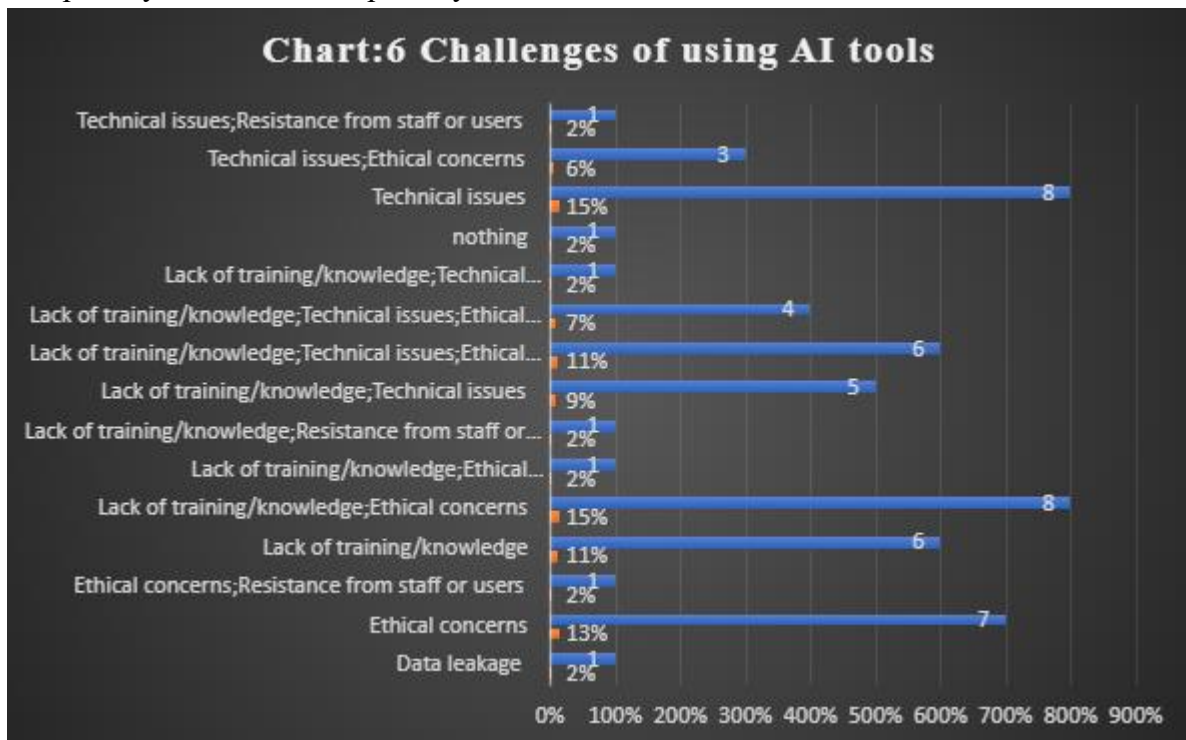 Chart:6 Challenges of using AI tools
Technical issues;Resistance from staff or users 1 2%
Technical issues;Ethical concerns 3 6%
Technical issues 8 15%
nothing 1 2%
Lack of training/knowledge;Technical... 1 2%
Lack of training/knowledge;Technical issues;Ethical... 4 7%
Lack of training/knowledge;Technical issues;Ethical... 6 11%
Lack of training/knowledge;Technical issues 5 9%
Lack of training/knowledge;Resistance from staff or... 1 2%
Lack of training/knowledge;Ethical... 1 2%
Lack of training/knowledge;Ethical concerns 8 15%
Lack of training/knowledge 6 11%
Ethical concerns;Resistance from staff or users 1 2%
Ethical concerns 7 13%
Data leakage 1 2%
0% 100% 200% 300% 400% 500% 600% 700% 800% 900%